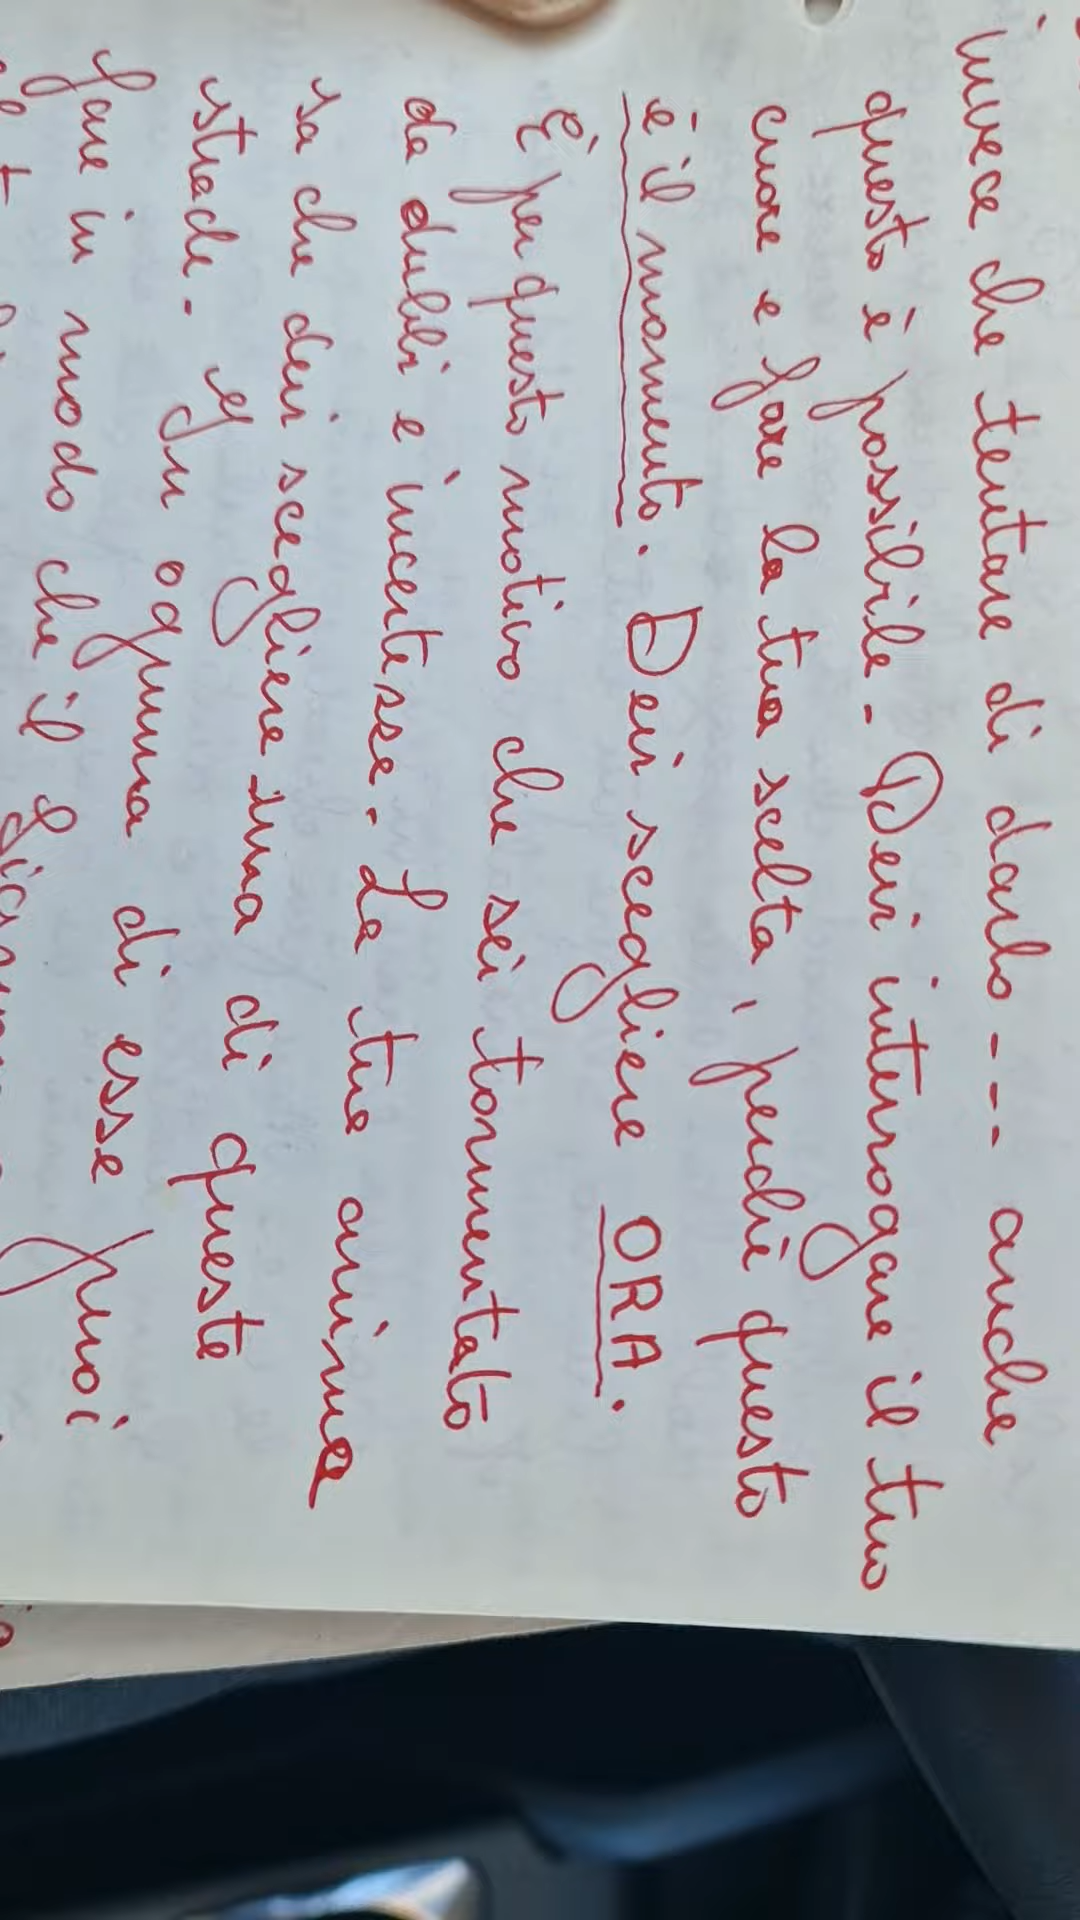 invece che tentare di darlo--- anche
questo è possibile. Devi interrogare il tuo
cuore e fare la tua scelta, perché questo
è il momento. Devi scegliere ORA.
È per questo motivo che sei tormentato
da dubbi e incertesse. La tua anima
sa che devi scegliere una di queste
strade. In ognuna di esse puoi
fare in modo che il